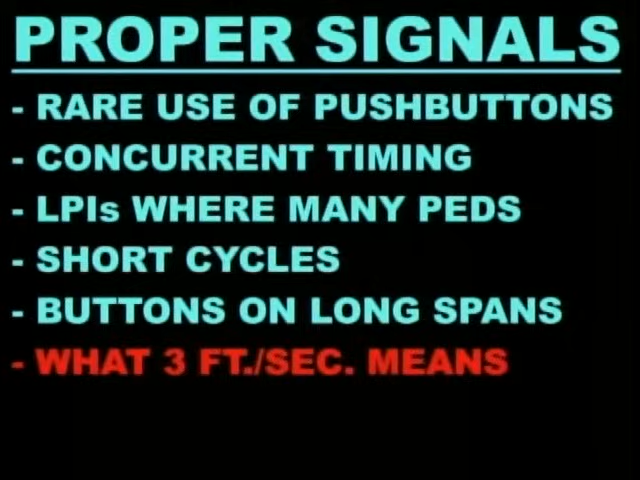 PROPER SIGNALS
- RARE USE OF PUSHBUTTONS
- CONCURRENT TIMING
- LPIs WHERE MANY PEDS
- SHORT CYCLES
- BUTTONS ON LONG SPANS
- WHAT 3 FT./SEC. MEANS